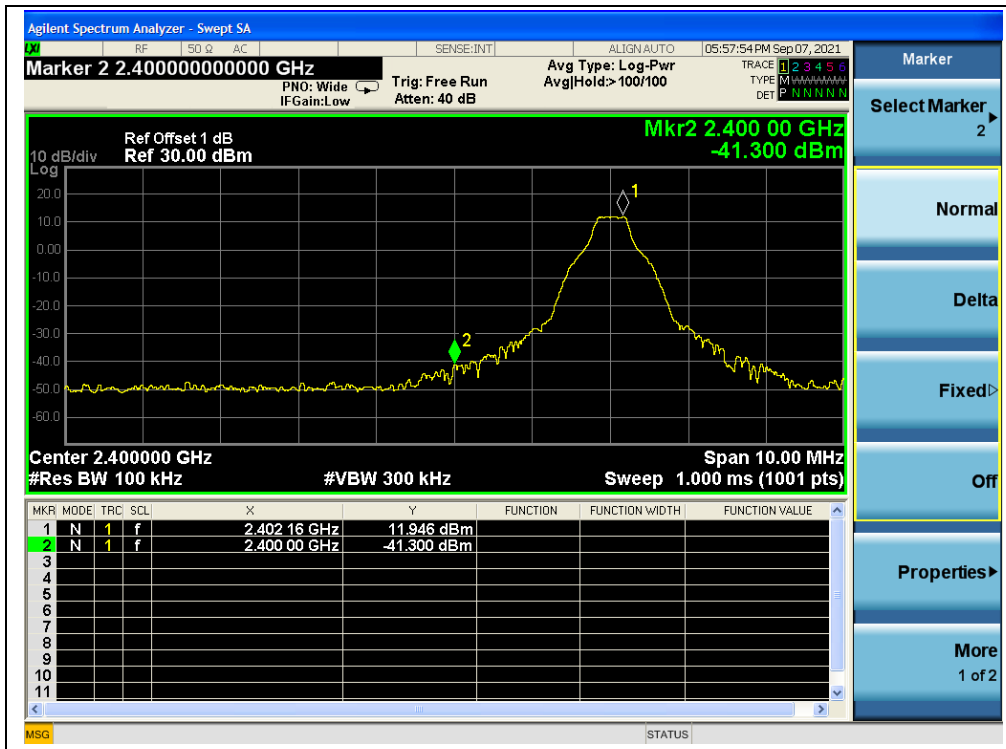 Agilent Spectrum Analyzer - Swept SA
LXI RF 50 Ω AC SENSE:INT ALIGN AUTO 05:57:54 PM Sep 07, 2021
Marker 2 2.400000000000 GHz
PNO: Wide
IFGain:Low
Trig: Free Run
Atten: 40 dB
Avg Type: Log-Pwr
Avg|Hold:>100/100
TRACE 1 2 3 4 5 6
TYPE M
DET P N N N N N
Mkr2 2.400 00 GHz
-41.300 dBm
Ref Offset 1 dB
10 dB/div Ref 30.00 dBm
Log
20.0
10.0
0.00
-10.0
-20.0
-30.0
-40.0
-50.0
-60.0
1
2
Center 2.400000 GHz Span 10.00 MHz
#Res BW 100 kHz #VBW 300 kHz Sweep 1.000 ms (1001 pts)
MKR MODE TRC SCL X Y FUNCTION FUNCTION WIDTH FUNCTION VALUE
1 N 1 f 2.402 16 GHz 11.946 dBm
2 N 1 f 2.400 00 GHz -41.300 dBm
3
4
5
6
7
8
9
10
11
MSG STATUS
Marker
Select Marker
2
Normal
Delta
Fixed
Off
Properties
More
1 of 2